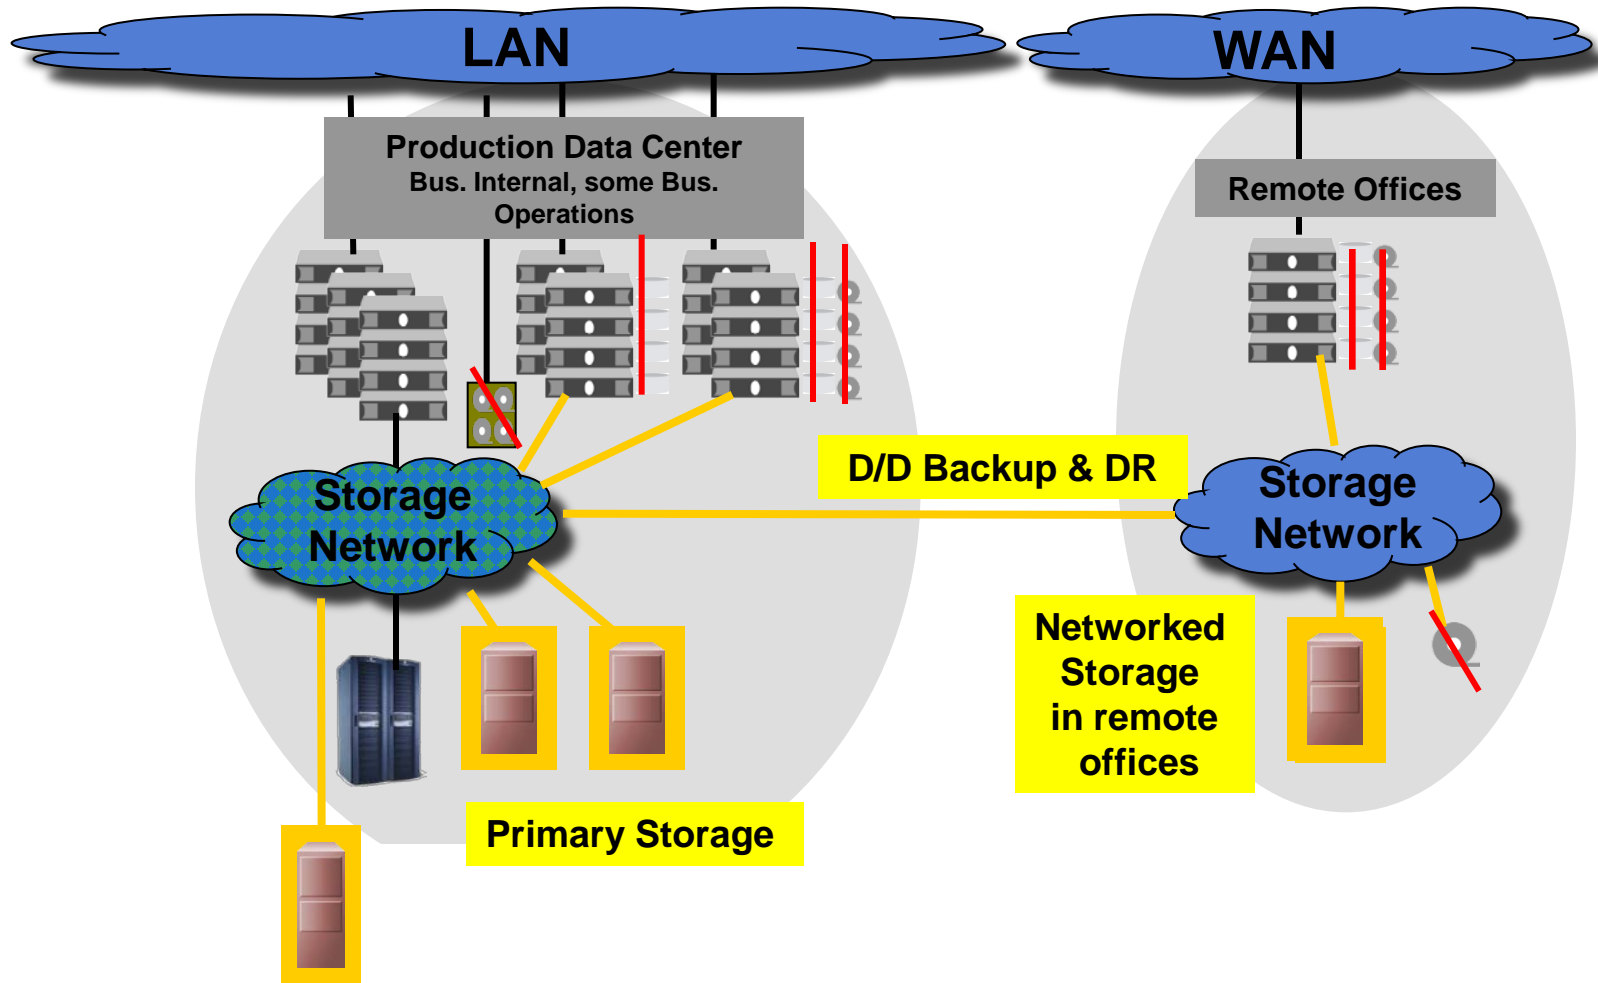 LAN
WAN
Production Data Center
Bus. Internal, some Bus.
Operations
Remote Offices
D/D Backup & DR
Storage
Network
Storage
Network
Networked
Storage
in remote
offices
Primary Storage